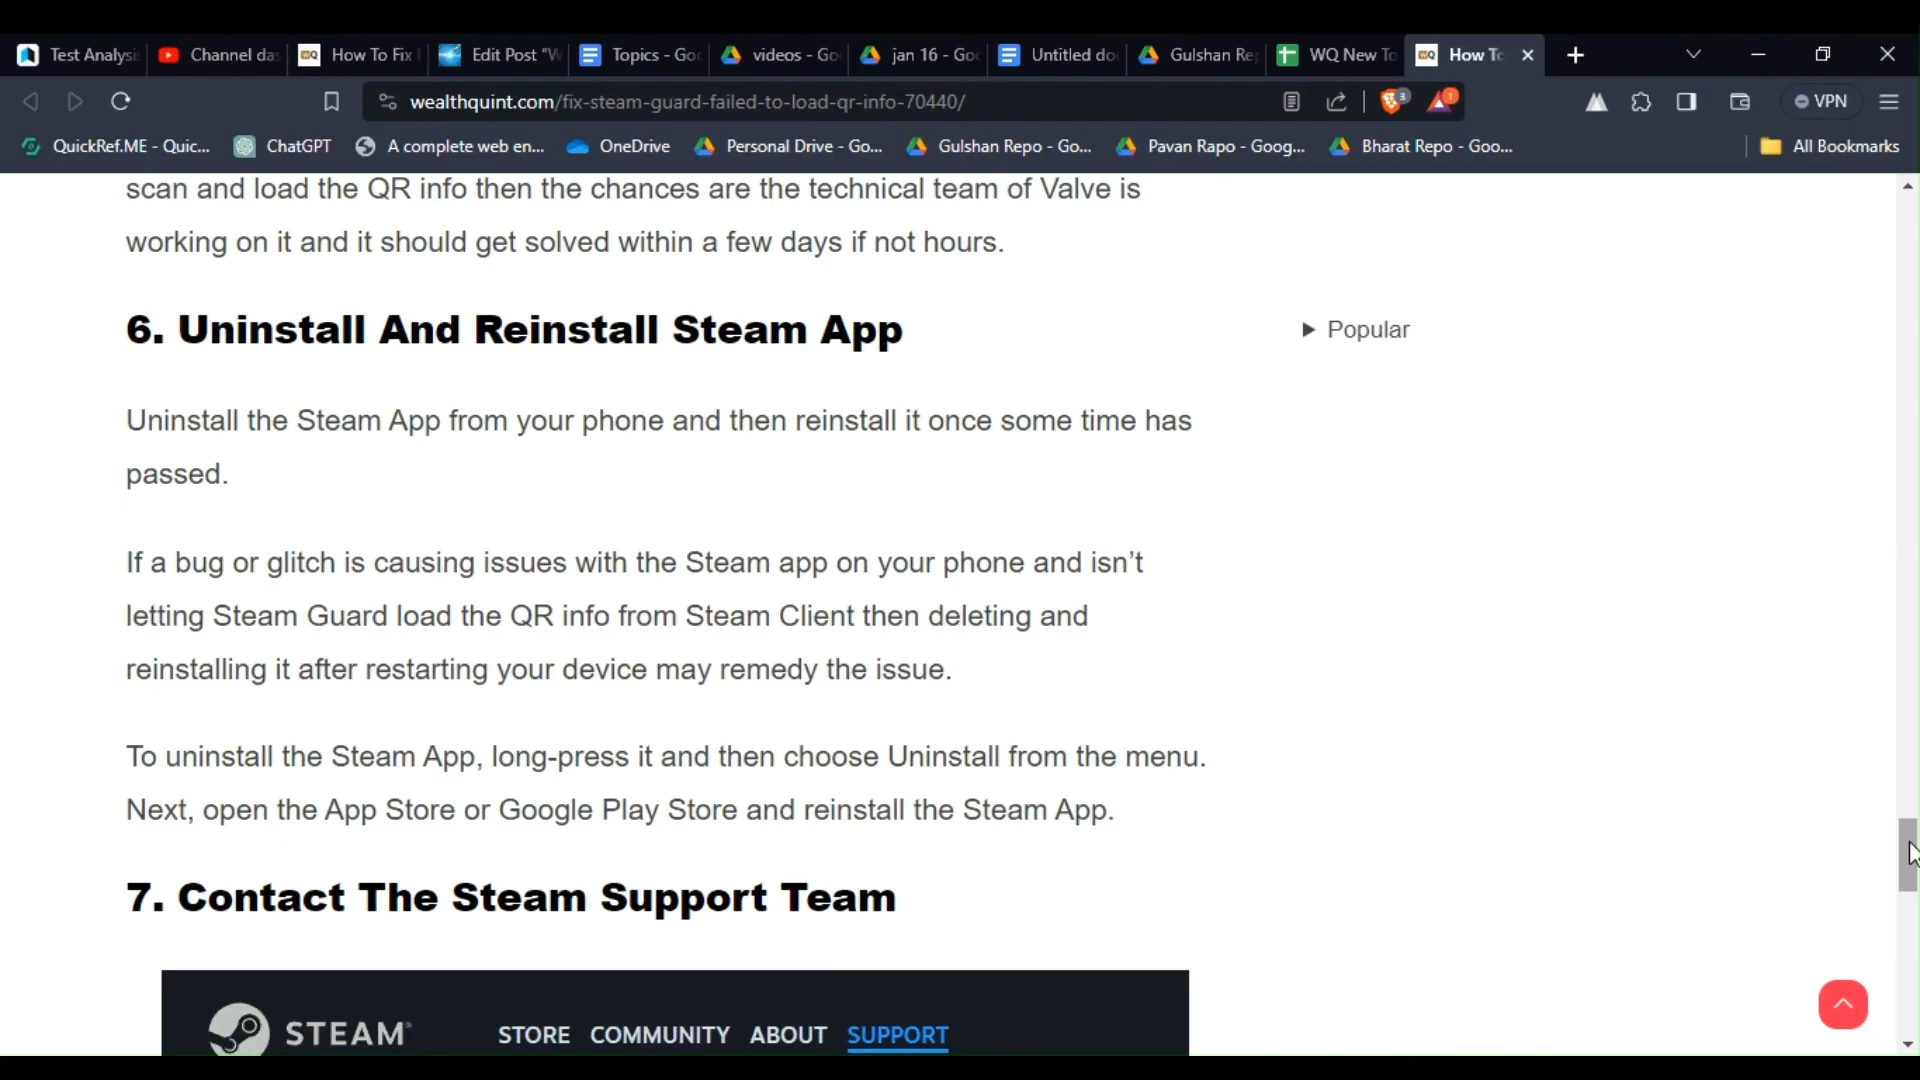 Test Analysi
Channel das
How To Fix
Edit Post "W
Topics - Goo
videos - Go
jan 16 - Goo
Untitled do
Gulshan Re
WQ New To
How To
wealthquint.com/fix-steam-guard-failed-to-load-qr-info-70440/
3
1
VPN
QuickRef.ME - Quic...
ChatGPT
A complete web en...
OneDrive
Personal Drive - Go...
Gulshan Repo - Go...
Pavan Rapo - Goog...
Bharat Repo - Goo...
All Bookmarks
scan and load the QR info then the chances are the technical team of Valve is
working on it and it should get solved within a few days if not hours.
6. Uninstall And Reinstall Steam App
Popular
Uninstall the Steam App from your phone and then reinstall it once some time has
passed.
If a bug or glitch is causing issues with the Steam app on your phone and isn’t
letting Steam Guard load the QR info from Steam Client then deleting and
reinstalling it after restarting your device may remedy the issue.
To uninstall the Steam App, long-press it and then choose Uninstall from the menu.
Next, open the App Store or Google Play Store and reinstall the Steam App.
7. Contact The Steam Support Team
STEAM®
STORE COMMUNITY ABOUT SUPPORT